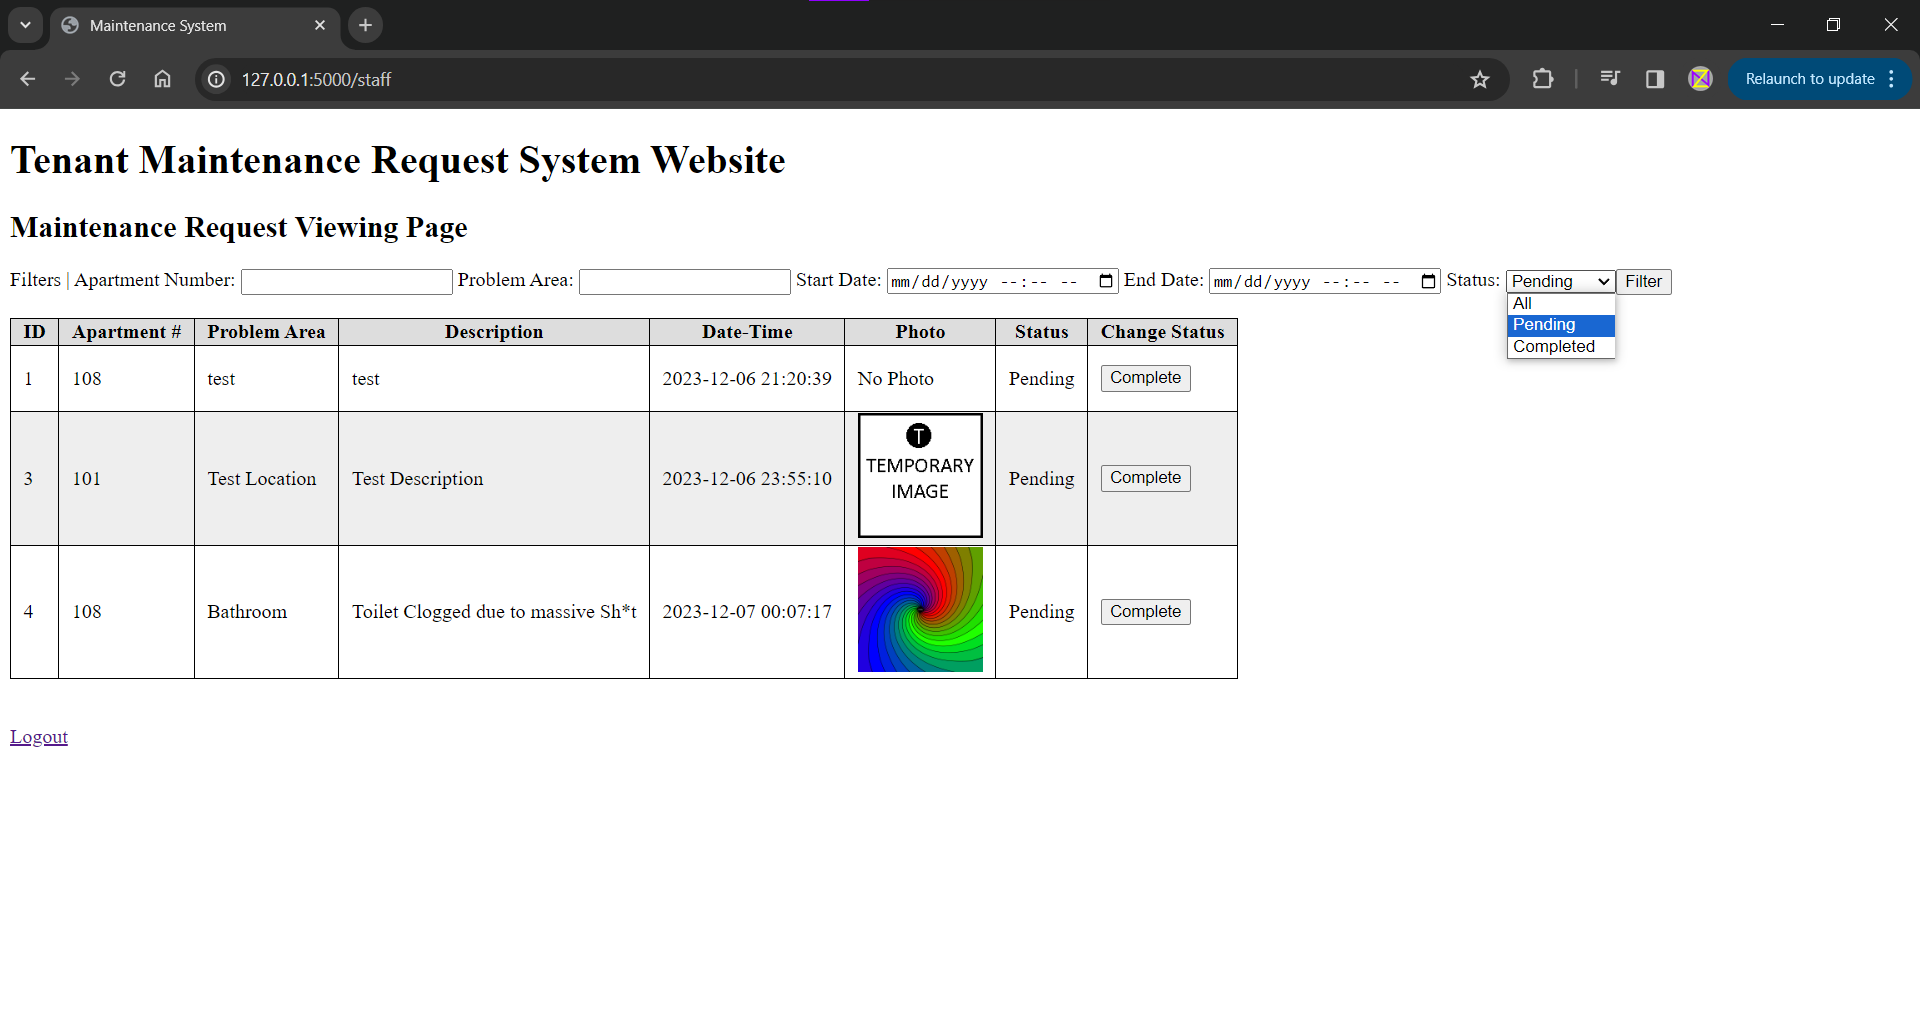 Maintenance System
127.0.0.1:5000/staff
Relaunch to update
Tenant Maintenance Request System Website
Maintenance Request Viewing Page
Filters | Apartment Number: Problem Area: Start Date: mm/dd/yyyy --:-- -- End Date: mm/dd/yyyy --:-- -- Status: Pending Filter
All
Pending
Completed
ID Apartment # Problem Area Description Date-Time Photo Status Change Status
1 108 test test 2023-12-06 21:20:39 No Photo Pending Complete
3 101 Test Location Test Description 2023-12-06 23:55:10 Pending Complete
T
TEMPORARY
IMAGE
4 108 Bathroom Toilet Clogged due to massive Sh*t 2023-12-07 00:07:17 Pending Complete
Logout